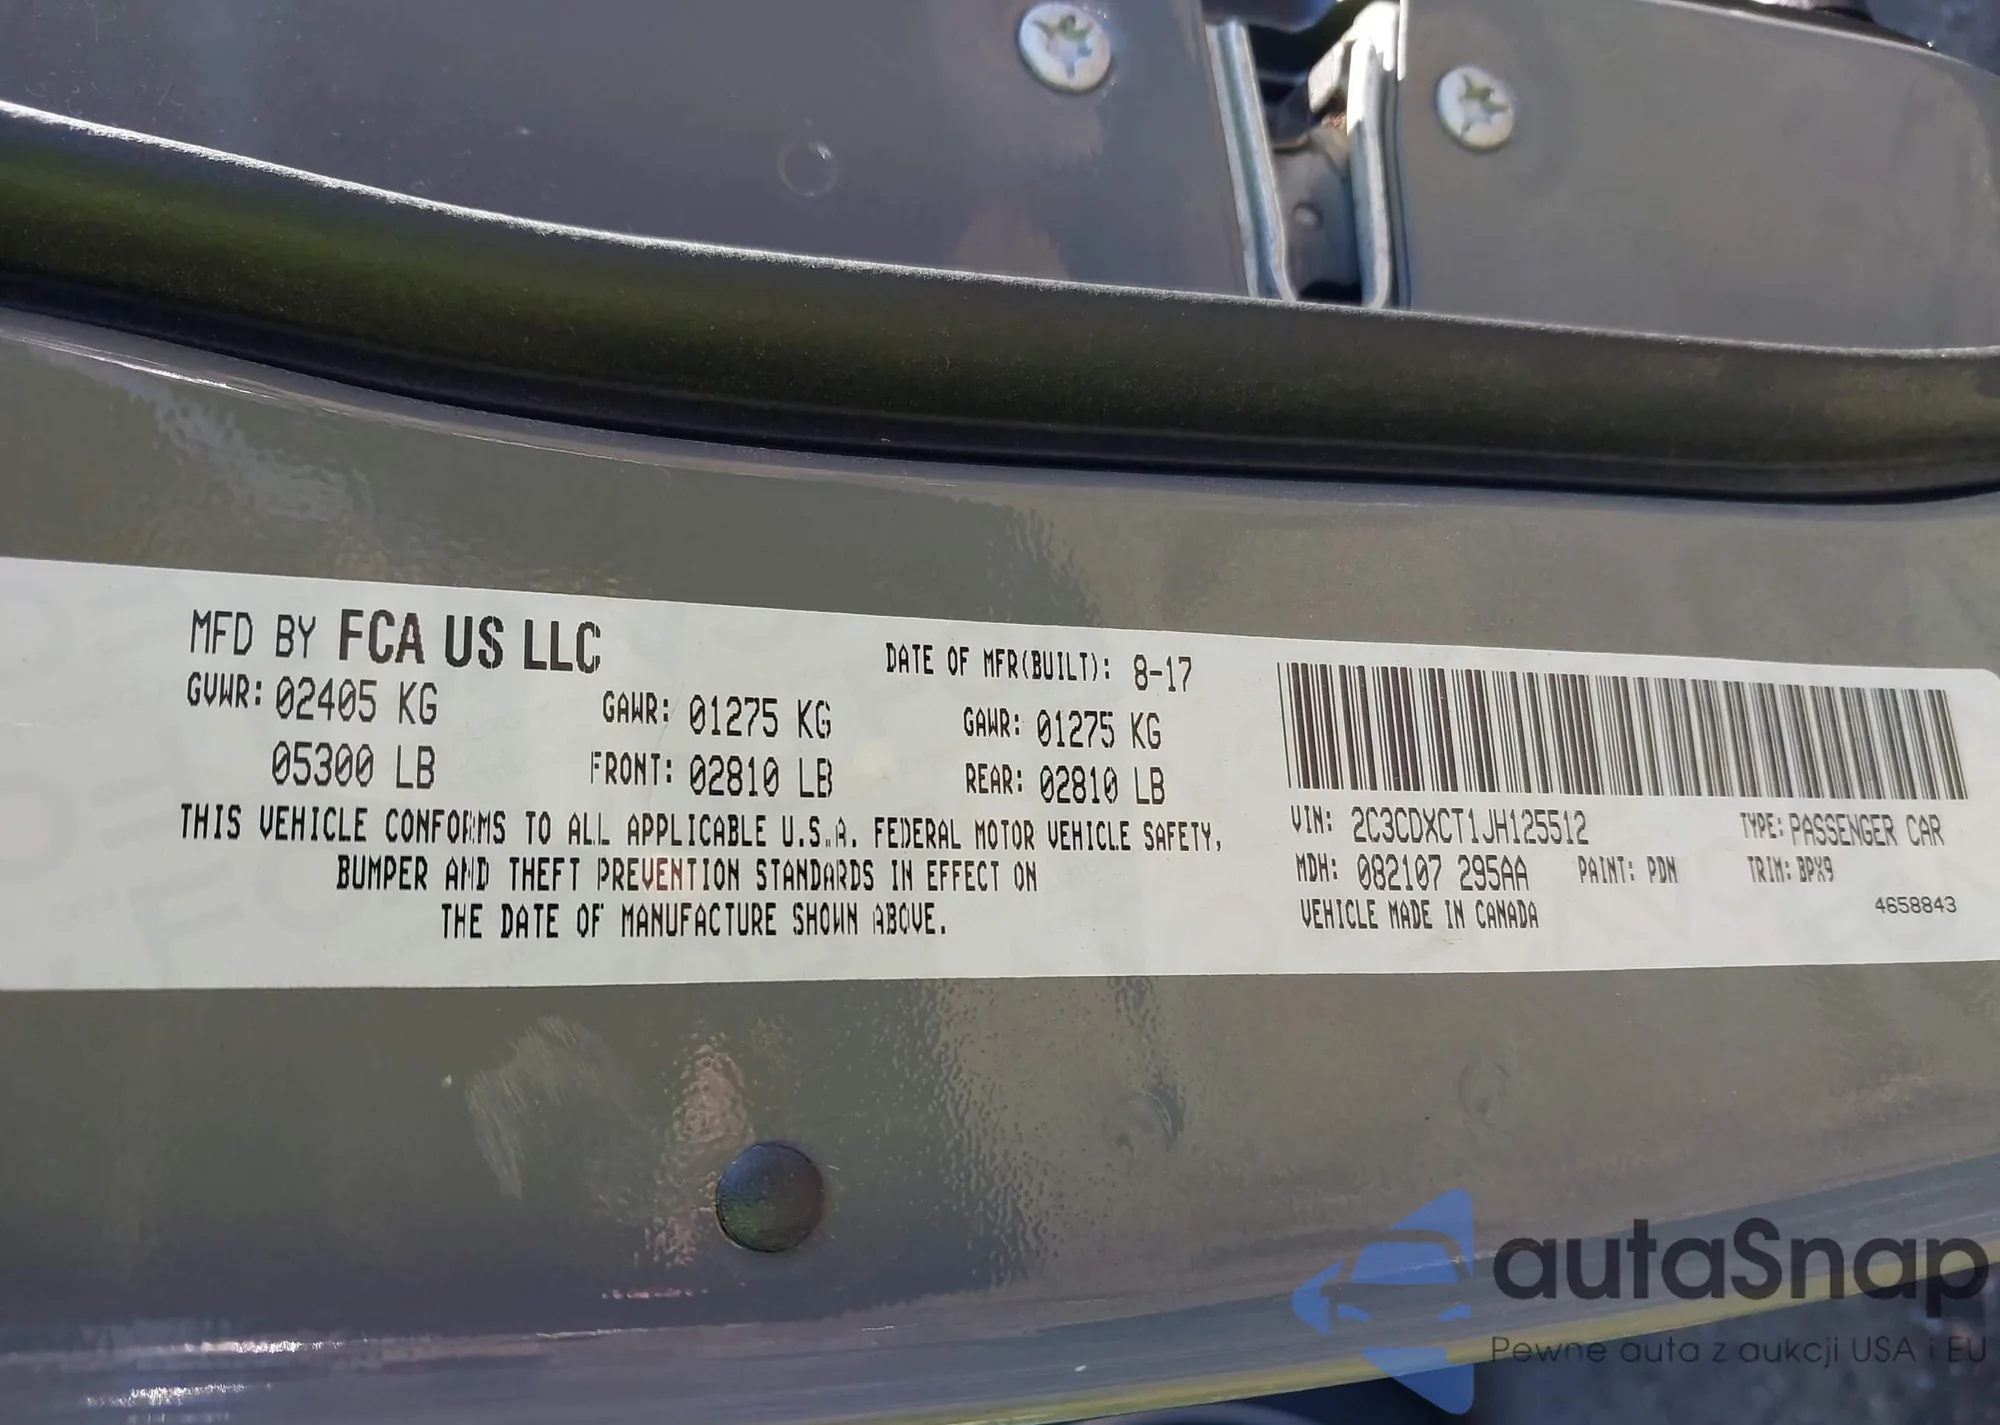 MFD BY FCA US LLC
DATE OF MFR(BUILT): 8-17
GVWR: 02405 KG GAWR: 01275 KG GAWR: 01275 KG
05300 LB FRONT: 02810 LB REAR: 02810 LB
THIS VEHICLE CONFORMS TO ALL APPLICABLE U.S.A. FEDERAL MOTOR VEHICLE SAFETY,
BUMPER AND THEFT PREVENTION STANDARDS IN EFFECT ON
THE DATE OF MANUFACTURE SHOWN ABOVE.
VIN: 2C3CDXCT1JH125512 TYPE: PASSENGER CAR
MDH: 082107 295AA PAINT: PDN TRIM: BPX9
VEHICLE MADE IN CANADA 4658843
autaSnap
Pewne auta z aukcji USA i EU